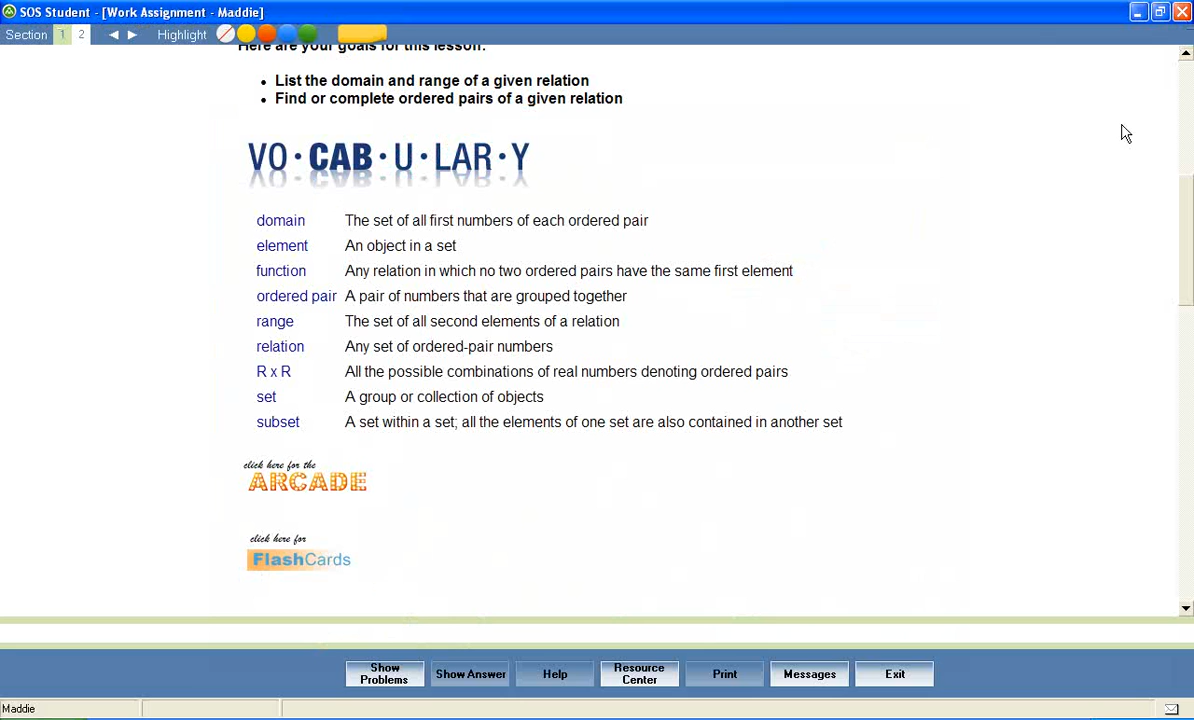 SOS Student - [Work Assignment - Maddie]
Section 1 2 Highlight
Here are your goals for this lesson:
• List the domain and range of a given relation
• Find or complete ordered pairs of a given relation
VO·CAB·U·LAR·Y
domain The set of all first numbers of each ordered pair
element An object in a set
function Any relation in which no two ordered pairs have the same first element
ordered pair A pair of numbers that are grouped together
range The set of all second elements of a relation
relation Any set of ordered-pair numbers
R x R All the possible combinations of real numbers denoting ordered pairs
set A group or collection of objects
subset A set within a set; all the elements of one set are also contained in another set
click here for the
ARCADE
click here for
FlashCards
Show Problems Show Answer Help Resource Center Print Messages Exit
Maddie